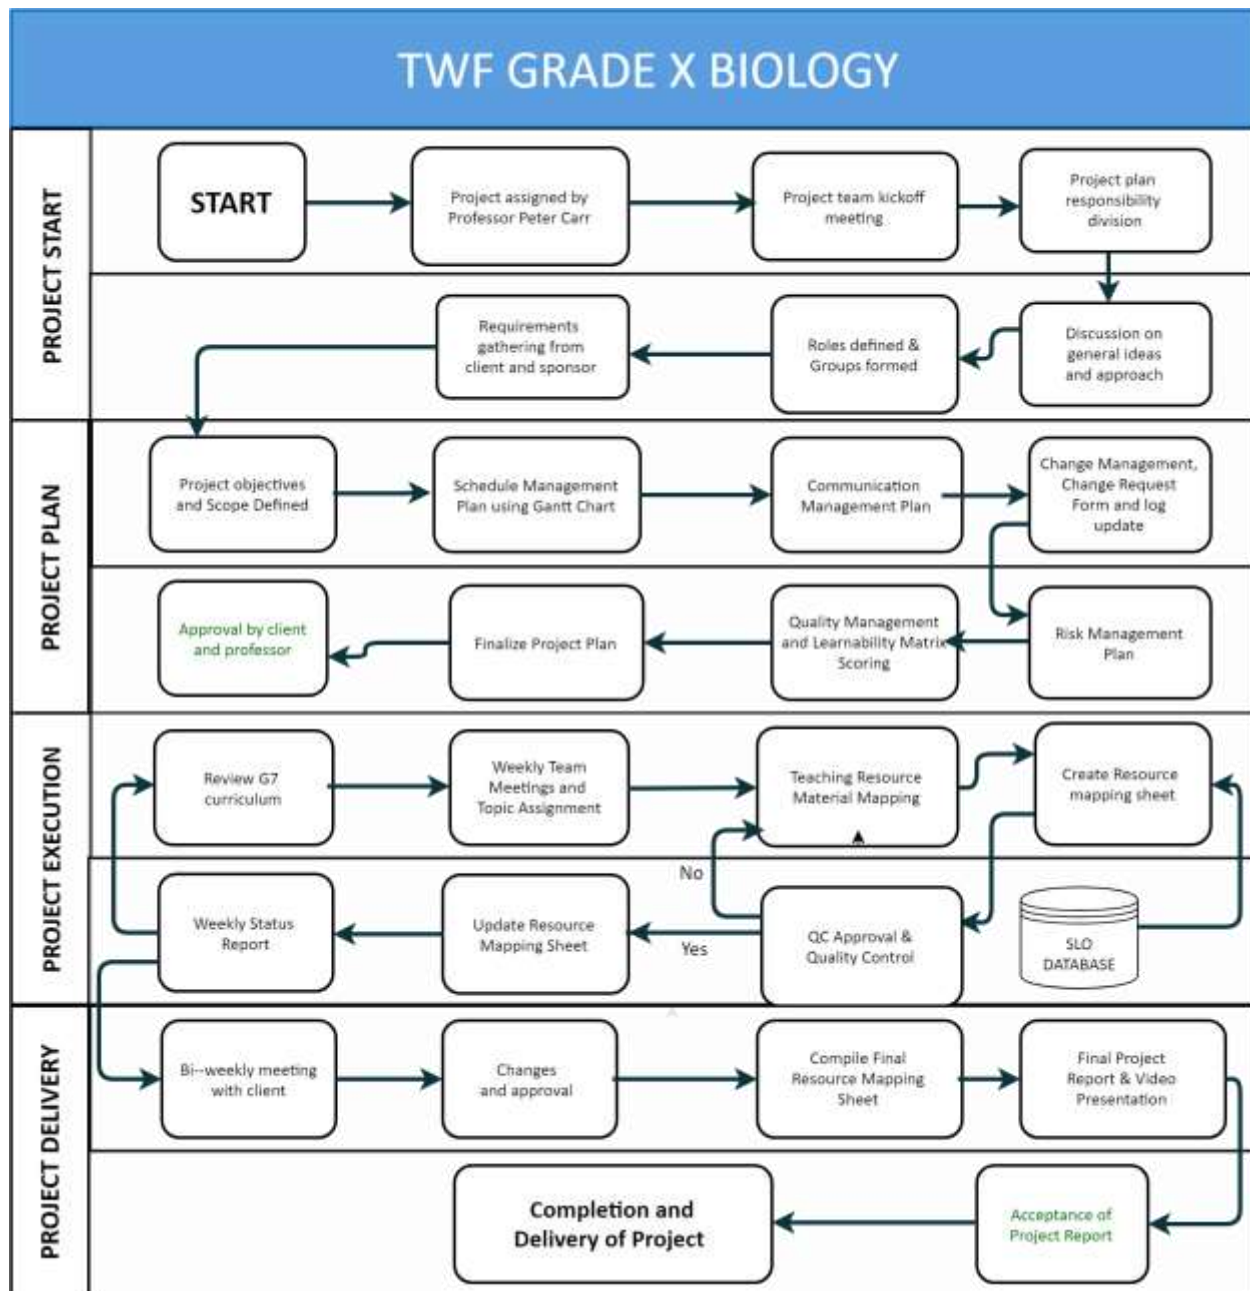 TWF GRADE X BIOLOGY
PROJECT START
START
Project assigned by
Professor Peter Carr
Project team kickoff
meeting
Project plan
responsibility
division
Requirements
gathering from
client and sponsor
Roles defined &
Groups formed
Discussion on
general ideas
and approach
PROJECT PLAN
Project objectives
and Scope Defined
Schedule Management
Plan using Gantt Chart
Communication
Management Plan
Change Management,
Change Request
Form and log
update
Approval by client
and professor
Finalize Project Plan
Quality Management
and Learnability Matrix
Scoring
Risk Management
Plan
PROJECT EXECUTION
Review G7
curriculum
Weekly Team
Meetings and
Topic Assignment
Teaching Resource
Material Mapping
Create Resource
mapping sheet
No
Weekly Status
Report
Update Resource
Mapping Sheet
Yes
QC Approval &
Quality Control
SLO
DATABASE
PROJECT DELIVERY
Bi--weekly meeting
with client
Changes
and approval
Compile Final
Resource Mapping
Sheet
Final Project
Report & Video
Presentation
Completion and
Delivery of Project
Acceptance of
Project Report